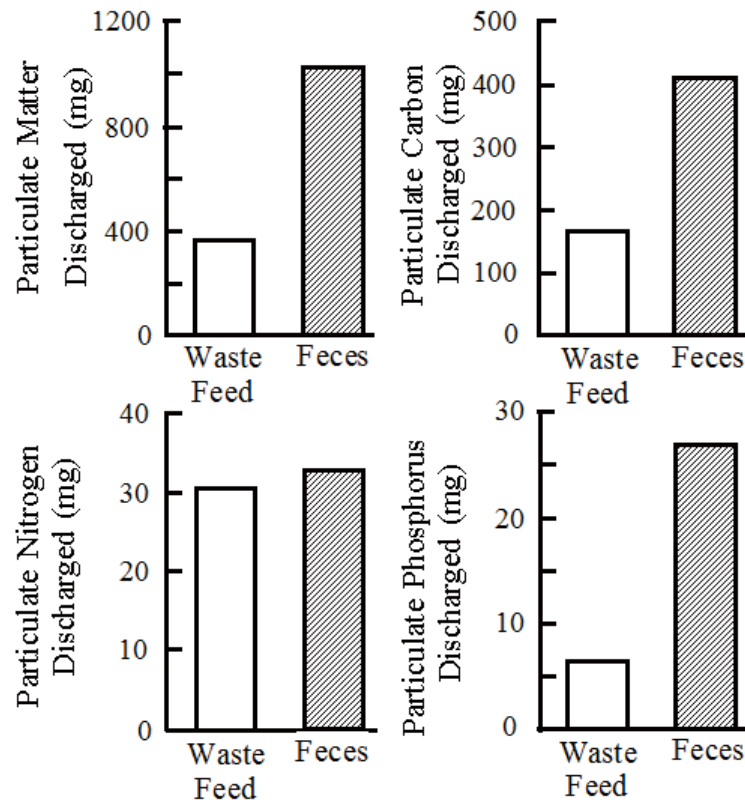 Particulate Matter
Discharged (mg)
1200
800
400
0
Waste
Feed
Feces
Particulate Carbon
Discharged (mg)
500
400
300
200
100
0
Waste
Feed
Feces
Particulate Nitrogen
Discharged (mg)
40
30
20
10
0
Waste
Feed
Feces
Particulate Phosphorus
Discharged (mg)
30
20
10
0
Waste
Feed
Feces